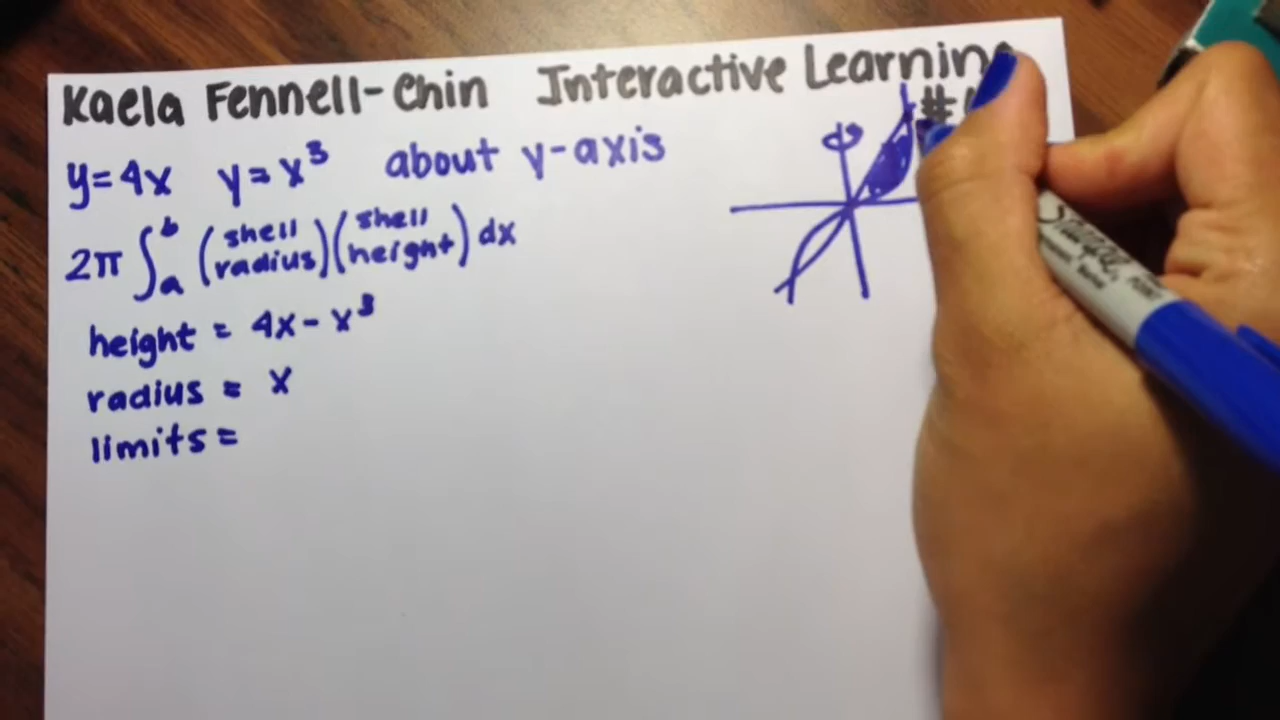 Kaela Fennell-Chin Interactive Learning
#
y=4x y=x³ about y-axis
2π ∫ₐᵇ (shell radius)(shell height) dx
height = 4x-x³
radius = x
limits =
Sharpie